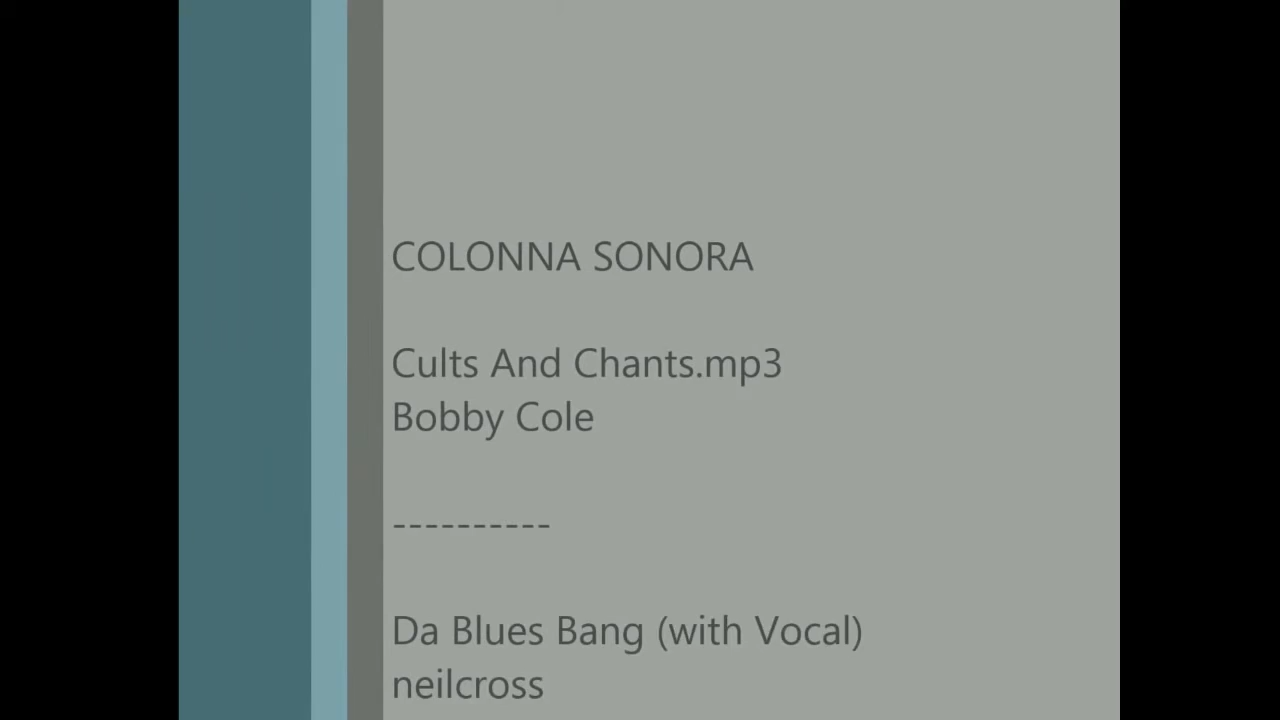 COLONNA SONORA
Cults And Chants.mp3
Bobby Cole
----------
Da Blues Bang (with Vocal)
neilcross